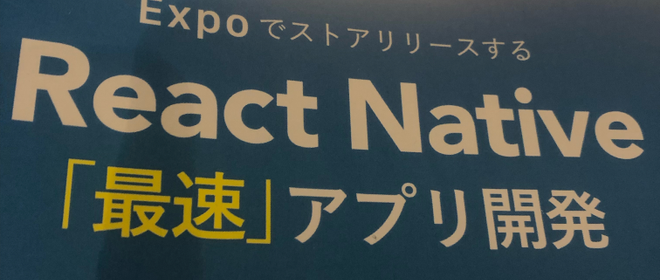 Expoでストアリリースする
React Native
「最速」アプリ開発